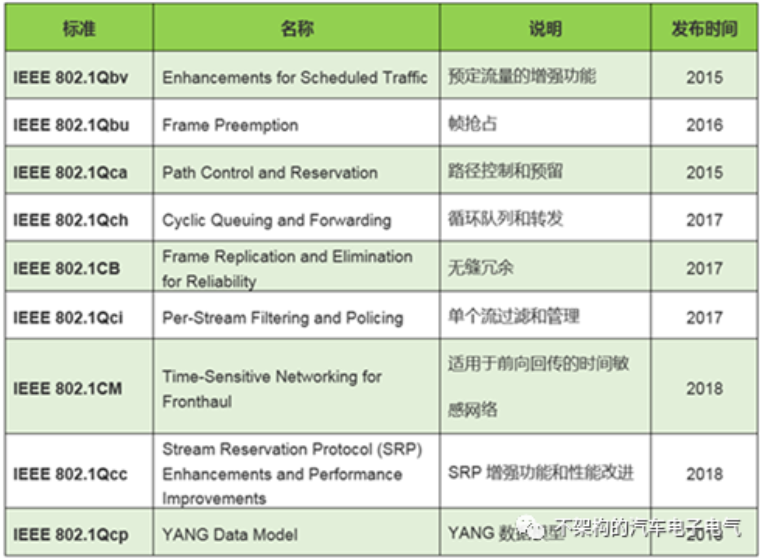 标准 名称 说明 发布时间
IEEE 802.1Qbv Enhancements for Scheduled Traffic 预定流量的增强功能 2015
IEEE 802.1Qbu Frame Preemption 帧抢占 2016
IEEE 802.1Qca Path Control and Reservation 路径控制和预留 2015
IEEE 802.1Qch Cyclic Queuing and Forwarding 循环队列和转发 2017
IEEE 802.1CB Frame Replication and Elimination
for Reliability 无缝冗余 2017
IEEE 802.1Qci Per-Stream Filtering and Policing 单个流过滤和管理 2017
IEEE 802.1CM Time-Sensitive Networking for
Fronthaul 适用于前向回传的时间敏
感网络 2018
IEEE 802.1Qcc Stream Reservation Protocol (SRP)
Enhancements and Performance
Improvements SRP 增强功能和性能改进 2018
IEEE 802.1Qcp YANG Data Model YANG 数据模型
不架构的汽车电子电气